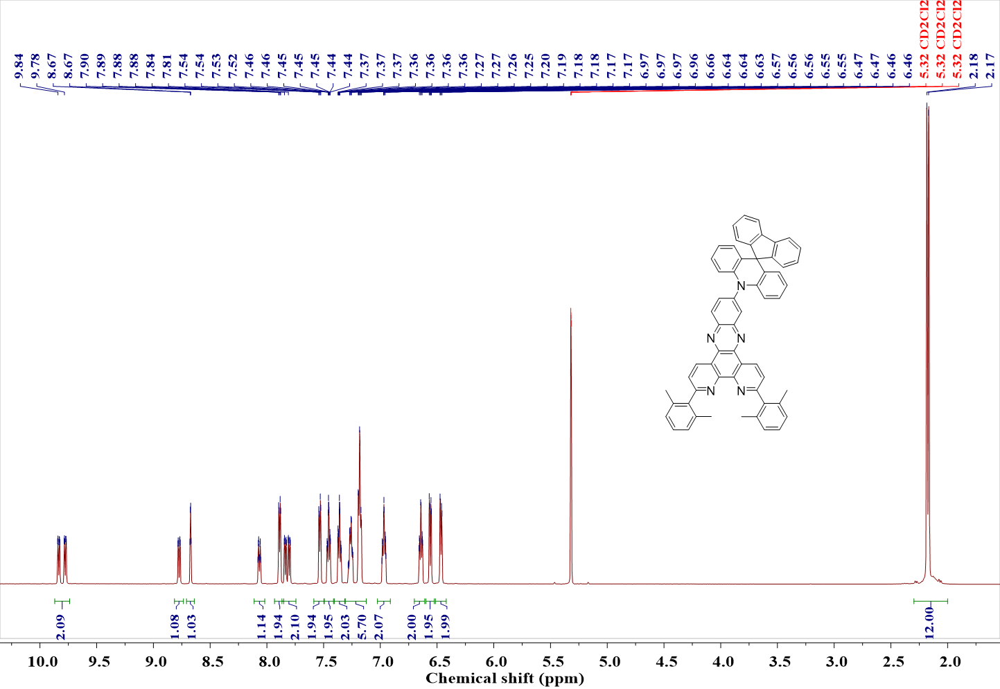 9.84 9.78 8.67 8.67 7.90 7.89 7.88 7.88 7.84 7.81 7.54 7.54 7.53 7.52 7.46 7.46 7.45 7.45 7.45 7.44 7.44 7.37 7.37 7.37 7.36 7.36 7.36 7.36 7.27 7.27 7.26 7.25 7.20 7.19 7.18 7.18 7.17 7.17 6.97 6.97 6.97 6.96 6.66 6.64 6.64 6.63 6.57 6.56 6.56 6.55 6.55 6.47 6.47 6.46 6.46 5.32 CD2Cl2 5.32 CD2Cl2 5.32 CD2Cl2 2.18 2.17
N
N N
N N
2.09 1.08 1.03 1.14 1.94 2.10 1.94 1.95 2.03 5.70 2.07 2.00 1.95 1.99 12.00
10.0 9.5 9.0 8.5 8.0 7.5 7.0 6.5 6.0 5.5 5.0 4.5 4.0 3.5 3.0 2.5 2.0
Chemical shift (ppm)